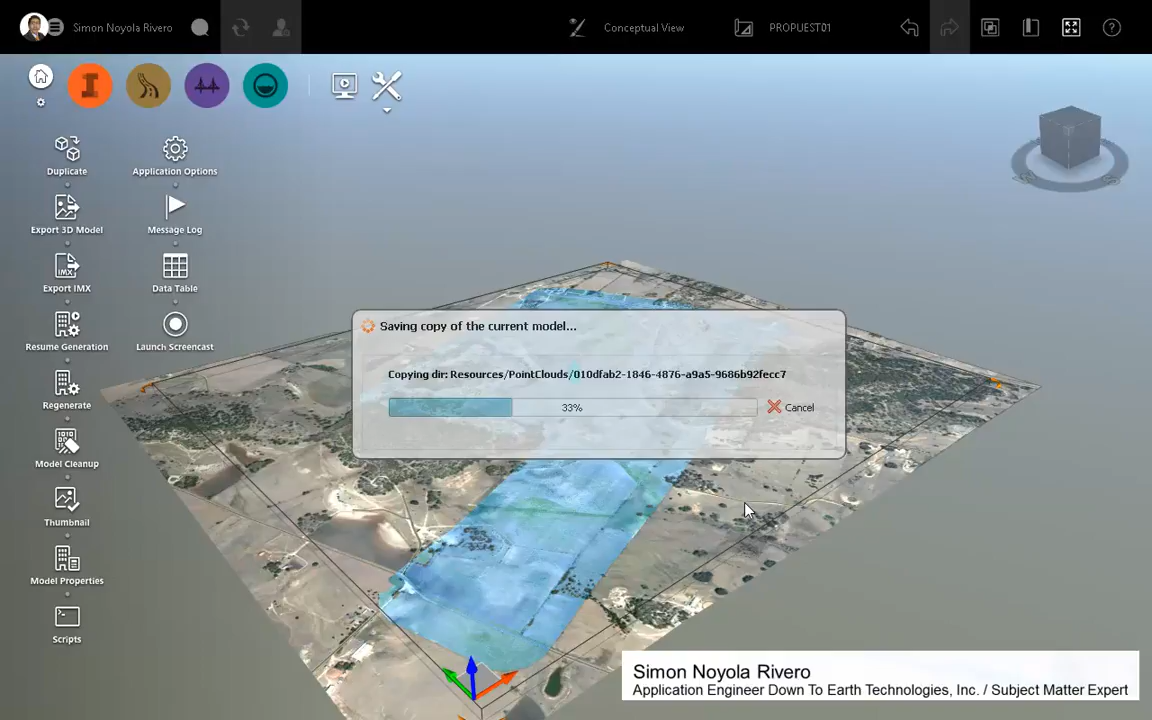 Simon Noyola Rivero
Conceptual View
PROPUEST01
Duplicate
Application Options
Export 3D Model
Message Log
IMX
Export IMX
Data Table
Resume Generation
Launch Screencast
Regenerate
Model Cleanup
Thumbnail
Model Properties
Scripts
Saving copy of the current model...
Copying dir: Resources/PointClouds/010dfab2-1846-4876-a9a5-9686b92fecc7
33%
Cancel
Simon Noyola Rivero
Application Engineer Down To Earth Technologies, Inc. / Subject Matter Expert